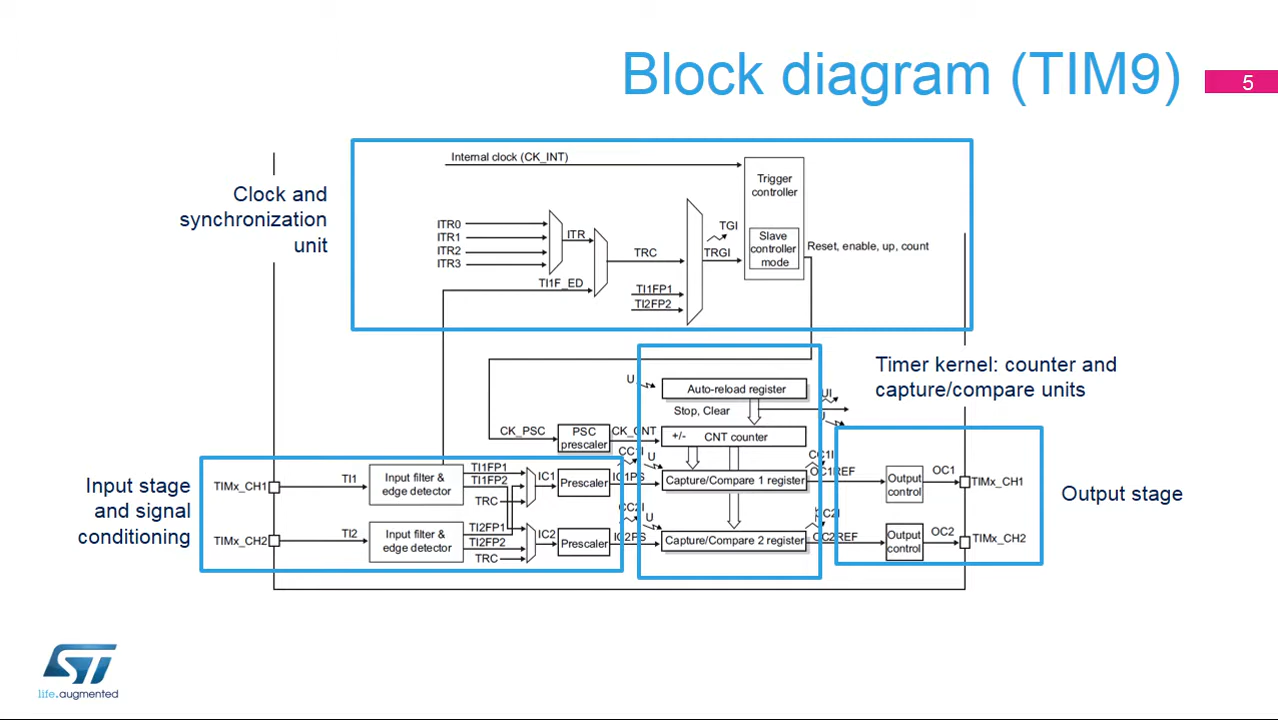 Block diagram (TIM9)
5
Internal clock (CK_INT)
Trigger
controller
Clock and
synchronization
unit
ITR0
ITR1
ITR2
ITR3
ITR
TI1F_ED
TRC
TI1FP1
TI2FP2
TGI
TRGI
Slave
controller
mode
Reset, enable, up, count
Timer kernel: counter and
capture/compare units
U
Auto-reload register
UI
Stop, Clear
U
CK_PSC
PSC
prescaler
CK_CNT
+/-
CNT counter
Input stage
and signal
conditioning
TIMx_CH1
TI1
Input filter &
edge detector
TI1FP1
TI1FP2
TRC
IC1
Prescaler
CC1I
U
IC1PS
Capture/Compare 1 register
CC1I
OC1REF
Output
control
OC1
TIMx_CH1
Output stage
TIMx_CH2
TI2
Input filter &
edge detector
TI2FP1
TI2FP2
TRC
IC2
Prescaler
CC2I
U
IC2PS
Capture/Compare 2 register
CC2I
OC2REF
Output
control
OC2
TIMx_CH2
ST
life.augmented